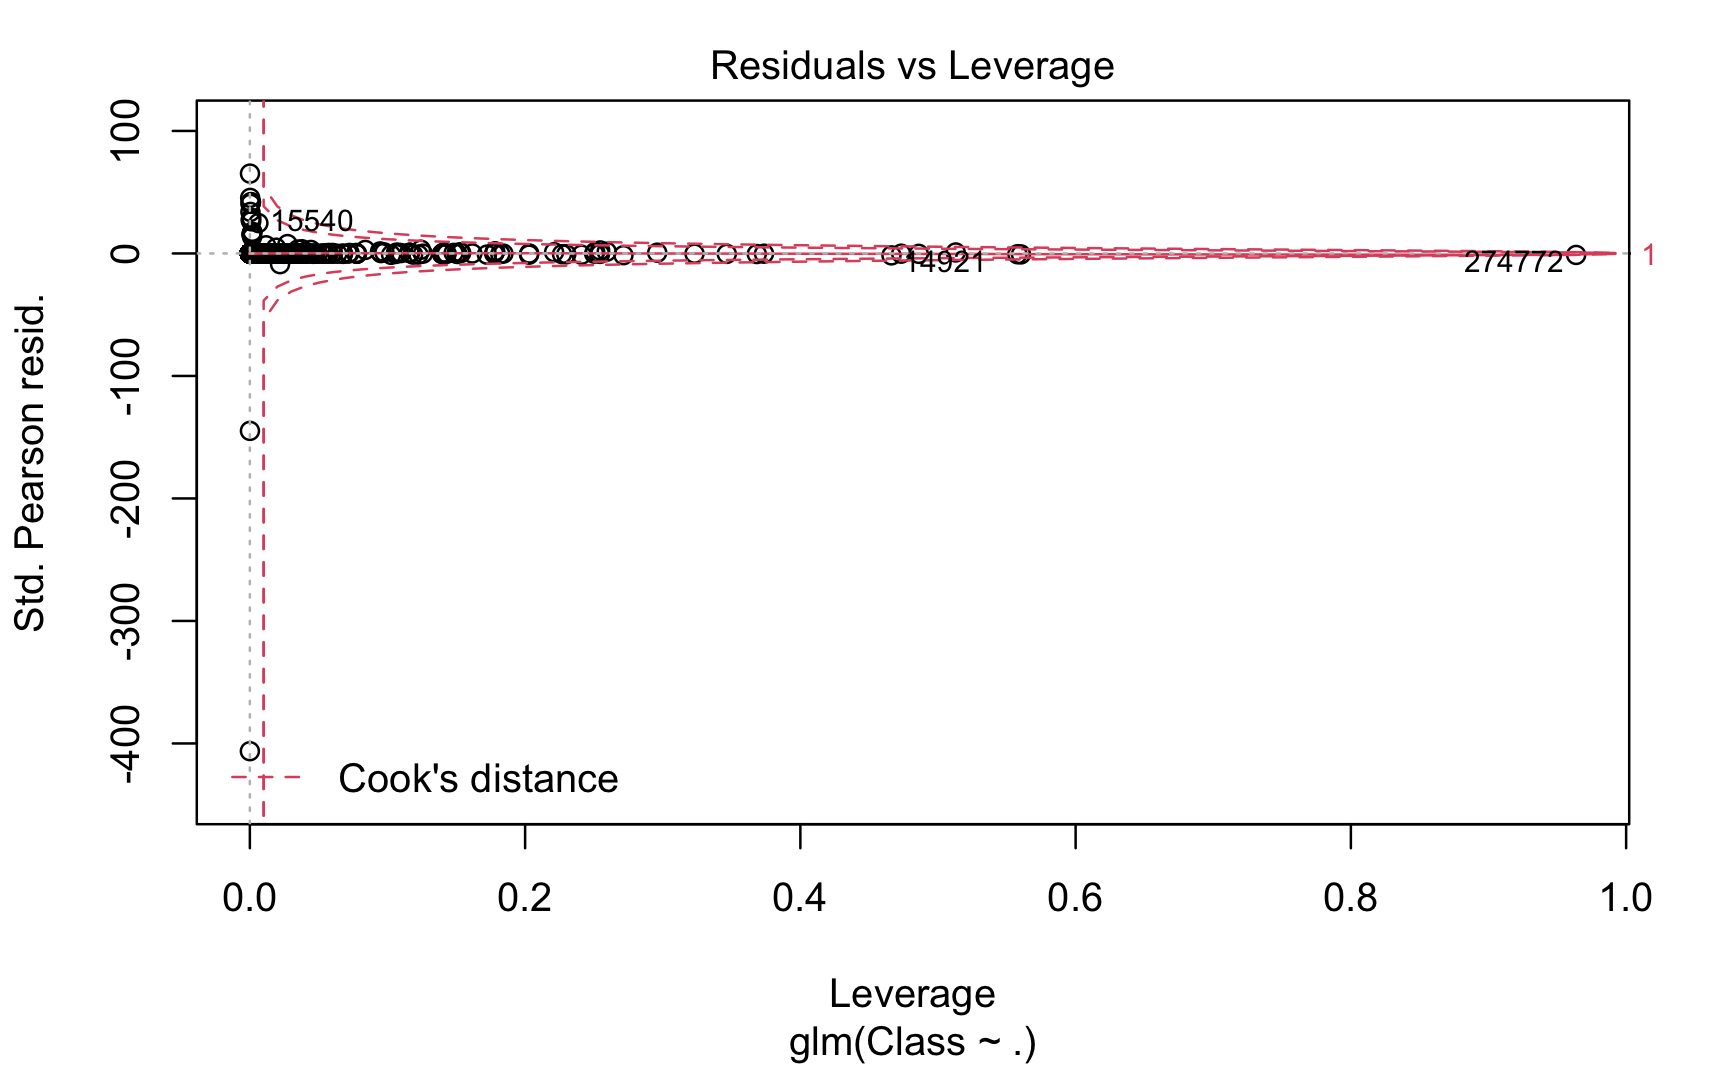 Residuals vs Leverage
Std. Pearson resid.
100
0
-100
-200
-300
-400
15540
14921
274772
1
Cook's distance
0.0 0.2 0.4 0.6 0.8 1.0
Leverage
glm(Class ~ .)